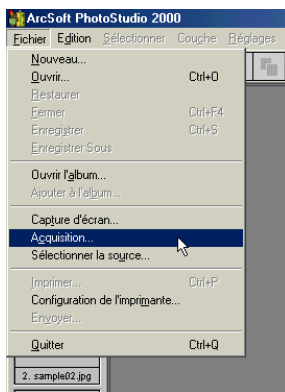 ArcSoft PhotoStudio 2000
Fichier Edition Sélectionner Couche Réglages
Nouveau...
Ouvrir... Ctrl+O
Restaurer
Fermer Ctrl+F4
Enregistrer Ctrl+S
Enregistrer Sous
Ouvrir l'album...
Ajouter à l'album...
Capture d'écran...
Acquisition...
Sélectionner la source...
Imprimer... Ctrl+P
Configuration de l'imprimante...
Envoyer...
Quitter Ctrl+Q
2. sample02.jpg